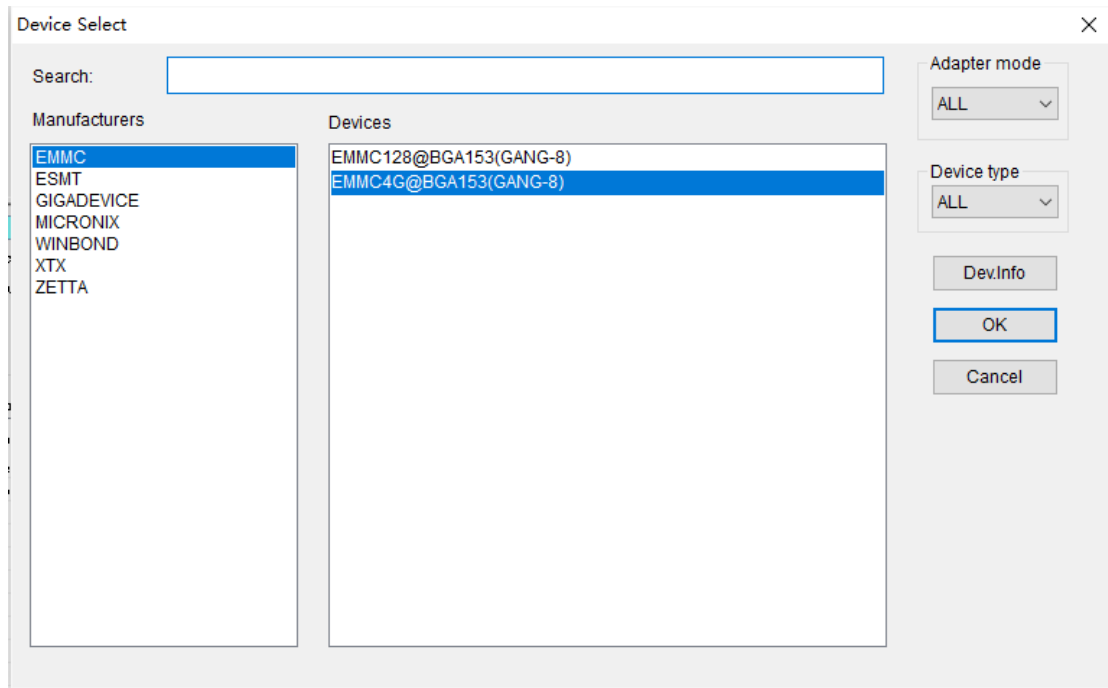 Device Select
Search:
Adapter mode
ALL
Manufacturers
Devices
EMMC
ESMT
GIGADEVICE
MICRONIX
WINBOND
XTX
ZETTA
EMMC128@BGA153(GANG-8)
EMMC4G@BGA153(GANG-8)
Device type
ALL
Dev.Info
OK
Cancel